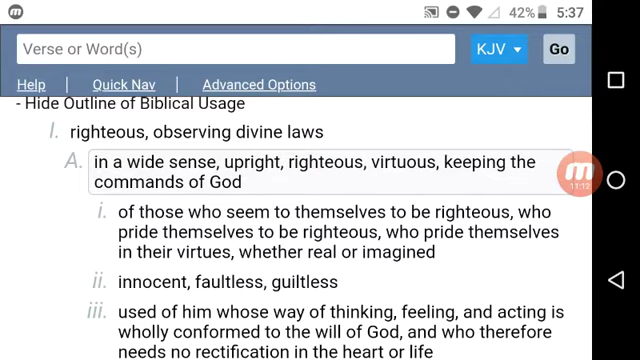 42% 5:37
Verse or Word(s) KJV Go
Help | Quick Nav | Advanced Options
- Hide Outline of Biblical Usage
I. righteous, observing divine laws
A. in a wide sense, upright, righteous, virtuous, keeping the
commands of God
11:12
i. of those who seem to themselves to be righteous, who
pride themselves to be righteous, who pride themselves
in their virtues, whether real or imagined
ii. innocent, faultless, guiltless
iii. used of him whose way of thinking, feeling, and acting is
wholly conformed to the will of God, and who therefore
needs no rectification in the heart or life